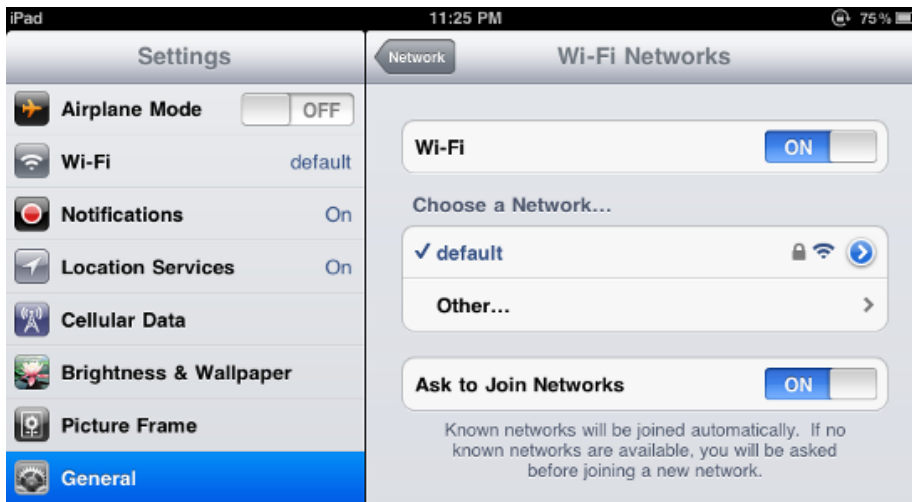 iPad 11:25 PM 75%
Settings
Airplane Mode OFF
Wi-Fi default
Notifications On
Location Services On
Cellular Data
Brightness & Wallpaper
Picture Frame
General
Network Wi-Fi Networks
Wi-Fi ON
Choose a Network...
default
Other...
Ask to Join Networks ON
Known networks will be joined automatically. If no
known networks are available, you will be asked
before joining a new network.